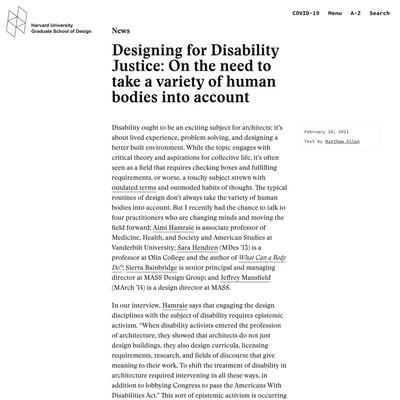 COVID-19 Menu A-Z Search
Harvard University
Graduate School of Design
News
Designing for Disability
Justice: On the need to
take a variety of human
bodies into account
February 10, 2021
Text by Matthew Allen
Disability ought to be an exciting subject for architects: it's
about lived experience, problem solving, and designing a
better built environment. While the topic engages with
critical theory and aspirations for collective life, it's often
seen as a field that requires checking boxes and fulfilling
requirements, or worse, a touchy subject strewn with
outdated terms and outmoded habits of thought. The typical
routines of design don't always take the variety of human
bodies into account. But I recently had the chance to talk to
four practitioners who are changing minds and moving the
field forward: Aimi Hamraie is associate professor of
Medicine, Health, and Society and American Studies at
Vanderbilt University; Sara Hendren (MDes '13) is a
professor at Olin College and the author of What Can a Body
Do?; Sierra Bainbridge is senior principal and managing
director at MASS Design Group; and Jeffrey Mansfield
(MArch '14) is a design director at MASS.
In our interview, Hamraie says that engaging the design
disciplines with the subject of disability requires epistemic
activism. “When disability activists entered the profession
of architecture, they showed that architects do not just
design buildings, they also design curricula, licensing
requirements, research, and fields of discourse that give
meaning to their work. To shift the treatment of disability in
architecture required intervening in all these ways, in
addition to lobbying Congress to pass the Americans With
Disabilities Act.” This sort of epistemic activism is occurring